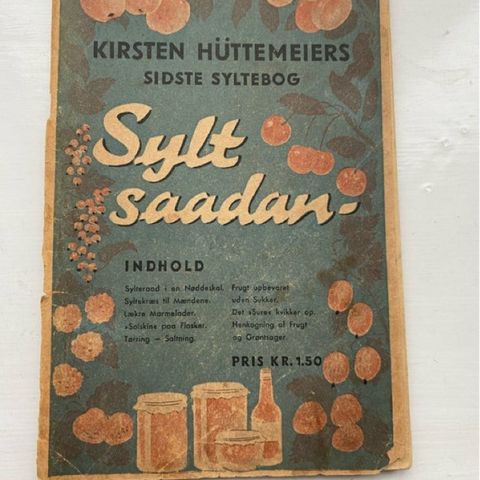 KIRSTEN HÜTTEMEIERS
SIDSTE SYLTEBOG
Sylt
saadan-
INDHOLD
Sylteraad i en Nøddeskal.
Syltekræs til Mændene.
Lækre Marmelader.
»Solskin« paa Flasker.
Tørring — Saltning.
Frugt opbevaret
uden Sukker.
Det »Sure« kvikker op.
Henkogning af Frugt
og Grøntsager.
PRIS KR. 1.50